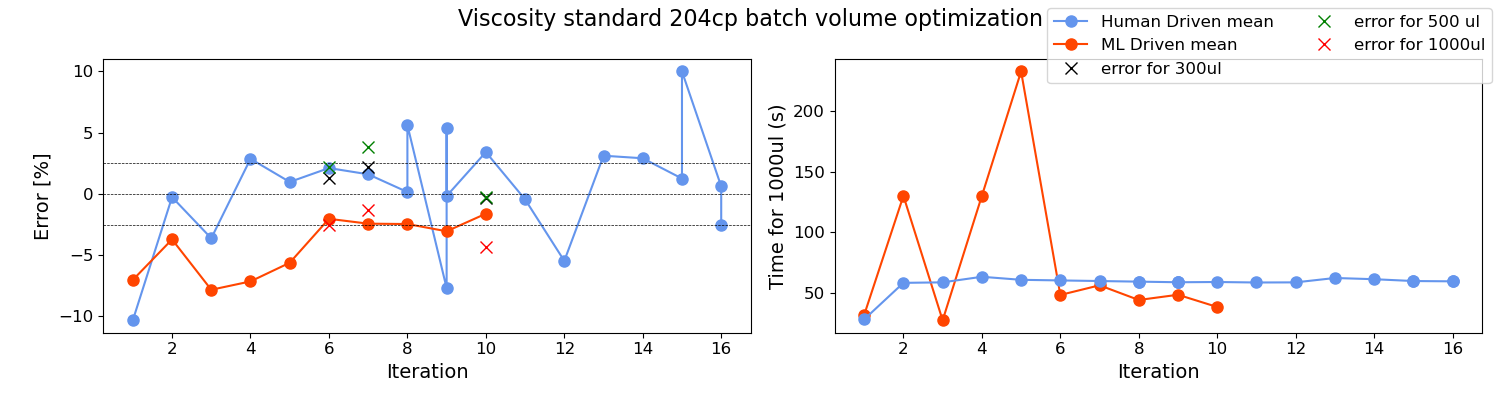 Viscosity standard 204cp batch volume optimization
Human Driven mean
ML Driven mean
error for 300ul
error for 500 ul
error for 1000ul
Error [%]
10
5
0
−5
−10
2 4 6 8 10 12 14 16
Iteration
Time for 1000ul (s)
200
150
100
50
2 4 6 8 10 12 14 16
Iteration